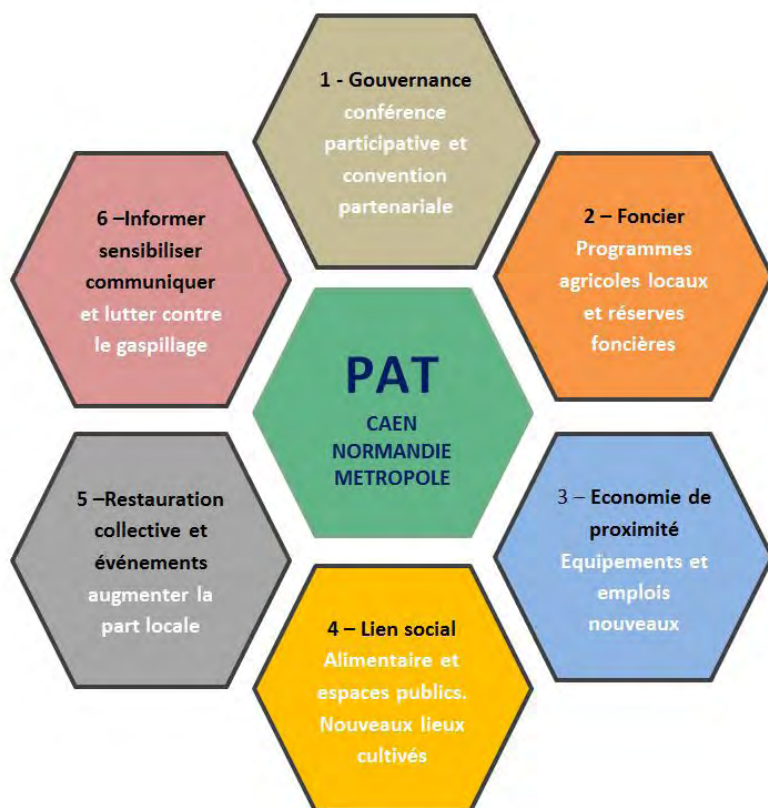 1 - Gouvernance
conférence
participative et
convention
partenariale
2 – Foncier
Programmes
agricoles locaux
et réserves
foncières
3 – Economie de
proximité
Equipements et
emplois
nouveaux
4 – Lien social
Alimentaire et
espaces publics.
Nouveaux lieux
cultivés
5 –Restauration
collective et
événements
augmenter la
part locale
6 –Informer
sensibiliser
communiquer
et lutter contre
le gaspillage
PAT
CAEN
NORMANDIE
METROPOLE